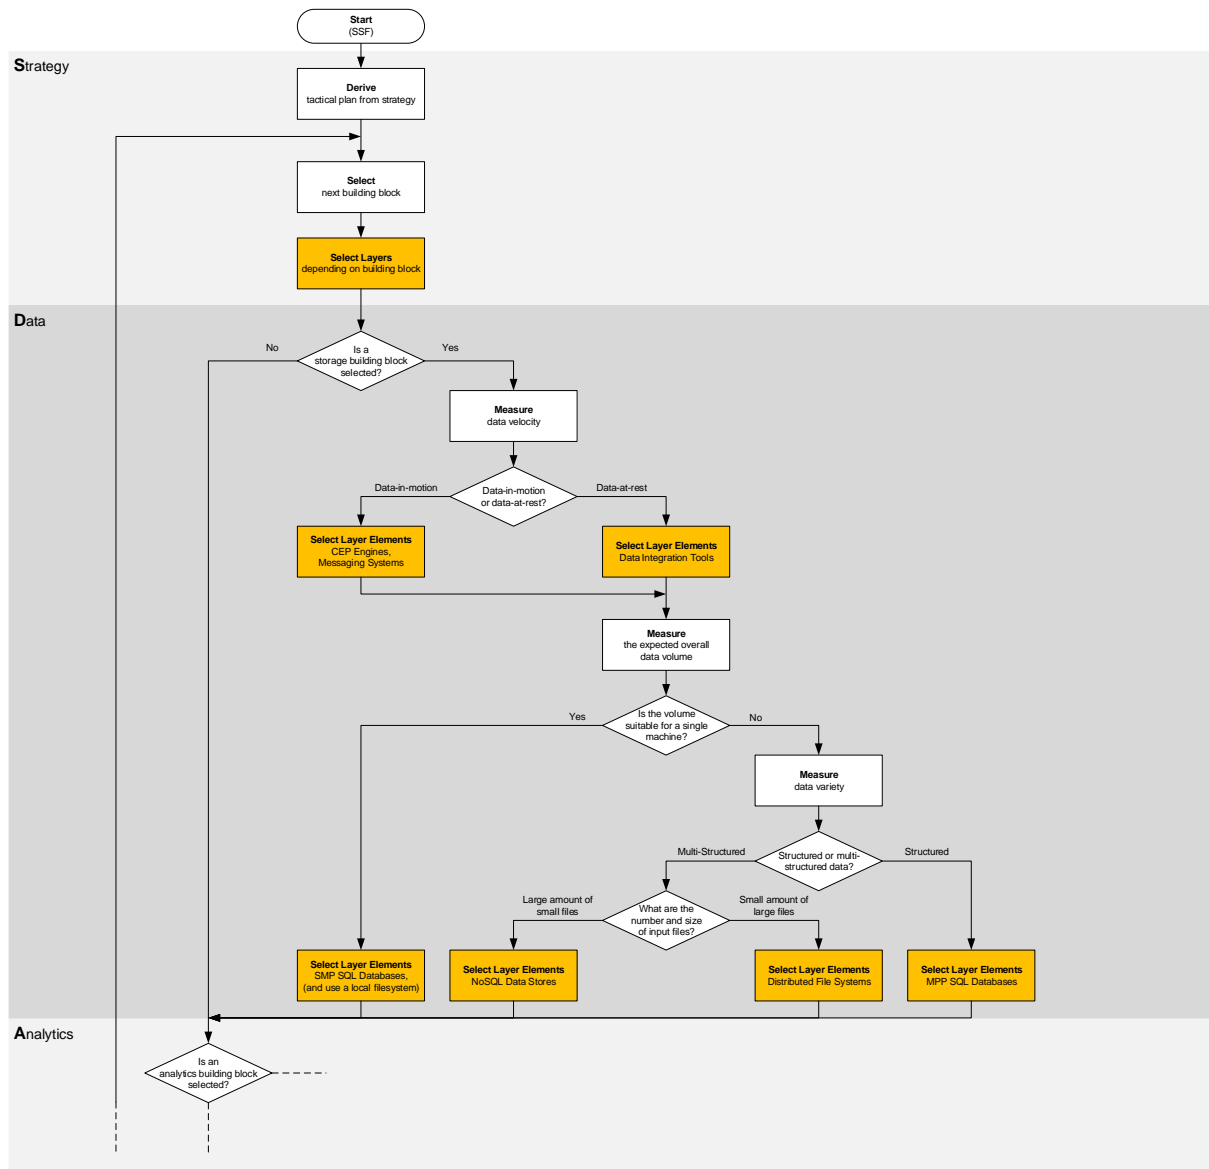 Start
(SSF)
Strategy
Derive
tactical plan from strategy
Select
next building block
Select Layers
depending on building block
Data
No
Is a
storage building block
selected?
Yes
Measure
data velocity
Data-in-motion
Data-in-motion
or data-at-rest?
Data-at-rest
Select Layer Elements
CEP Engines,
Messaging Systems
Select Layer Elements
Data Integration Tools
Measure
the expected overall
data volume
Yes
Is the volume
suitable for a single
machine?
No
Measure
data variety
Multi-Structured
Structured or multi-
structured data?
Structured
Large amount of
small files
What are the
number and size
of input files?
Small amount of
large files
Select Layer Elements
SMP SQL Databases,
(and use a local filesystem)
Select Layer Elements
NoSQL Data Stores
Select Layer Elements
Distributed File Systems
Select Layer Elements
MPP SQL Databases
Analytics
Is an
analytics building block
selected?